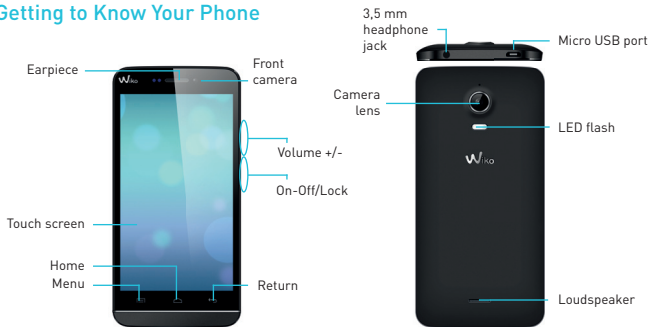 Getting to Know Your Phone
Earpiece
Front
camera
Wiko
Volume +/-
On-Off/Lock
Touch screen
Home
Menu
Return
3,5 mm
headphone
jack
Micro USB port
Camera
lens
LED flash
Wiko
Loudspeaker